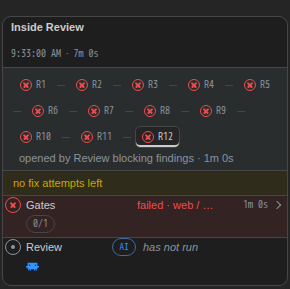 Inside Review
9:33:00 AM · 7m 0s
R1 — R2 — R3 — R4 — R5
— R6 — R7 — R8 — R9 —
R10 — R11 — R12
opened by Review blocking findings · 1m 0s
no fix attempts left
Gates failed · web / … 1m 0s
0/1
Review AI has not run